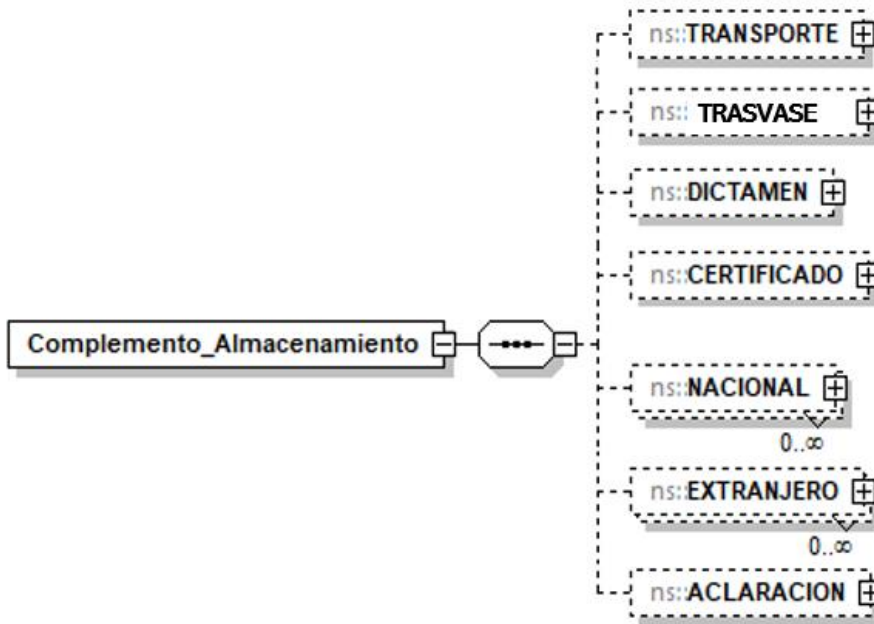 ns::TRANSPORTE
ns:: TRASVASE
ns::DICTAMEN
ns::CERTIFICADO
Complemento_Almacenamiento
ns::NACIONAL
0..∞
ns::EXTRANJERO
0..∞
ns::ACLARACION